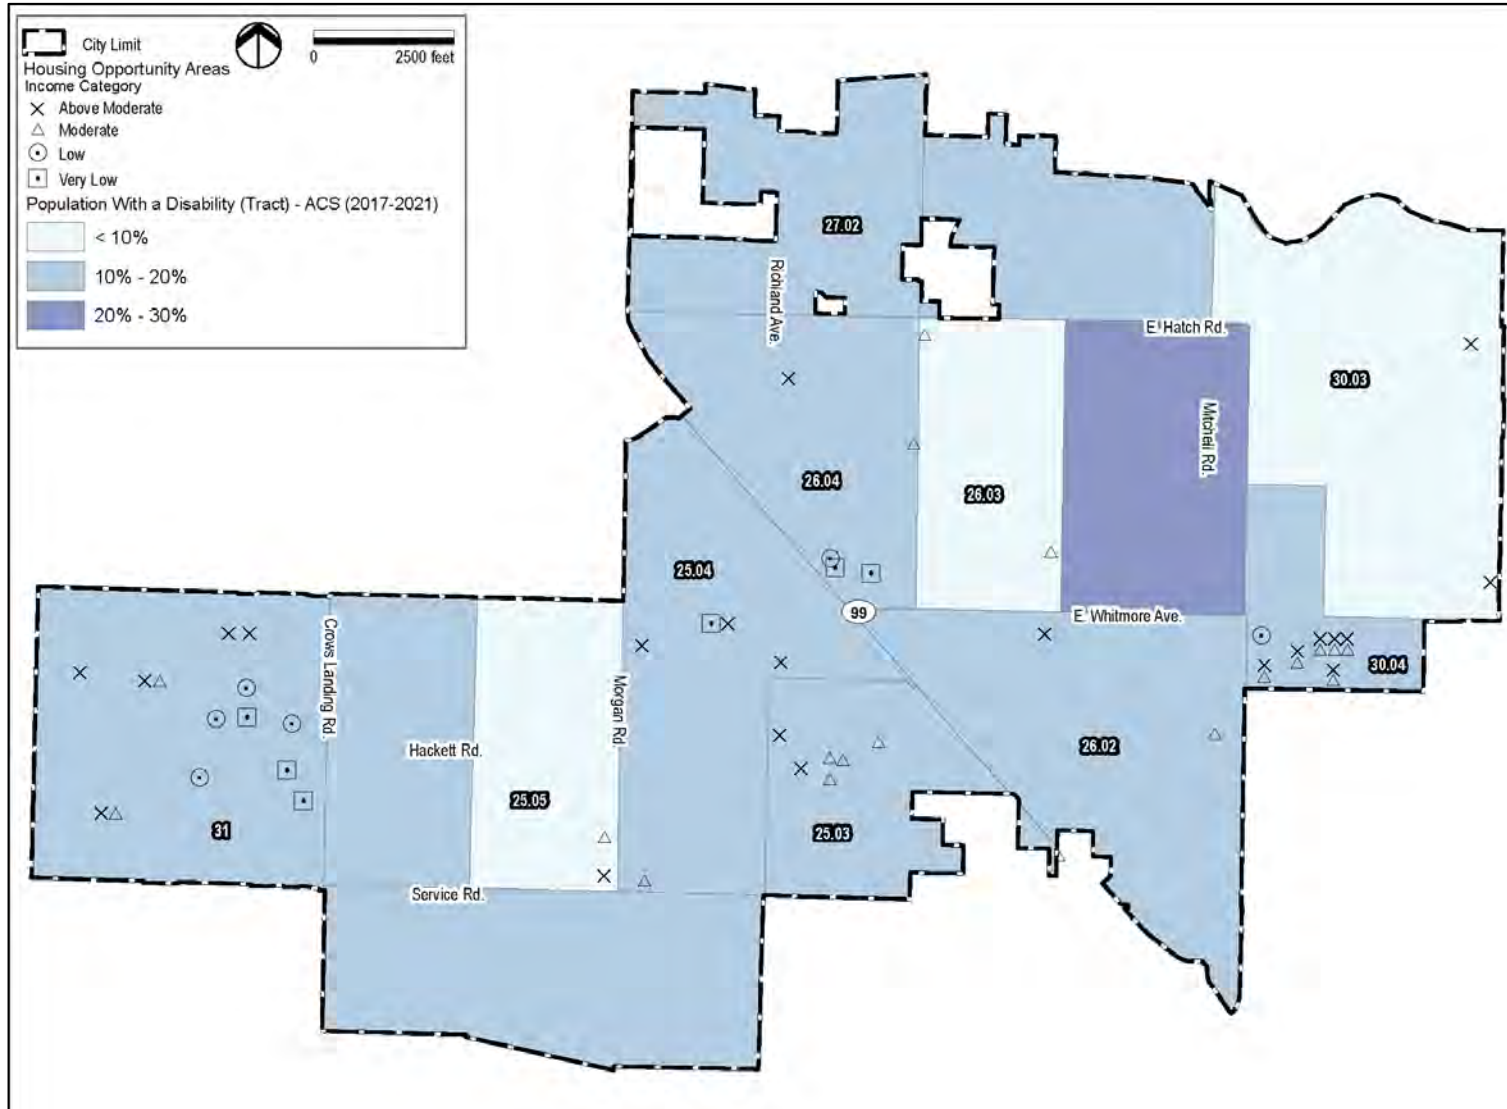 City Limit
0 2500 feet
Housing Opportunity Areas
Income Category
Above Moderate
Moderate
Low
Very Low
Population With a Disability (Tract) - ACS (2017-2021)
< 10%
10% - 20%
20% - 30%
27.02
Richland Ave.
E. Hatch Rd.
30.03
Mitchell Rd.
26.04
26.03
25.04
99
E. Whitmore Ave.
Crows Landing Rd.
30.04
Morgan Rd.
Hackett Rd.
26.02
25.05
31
25.03
Service Rd.